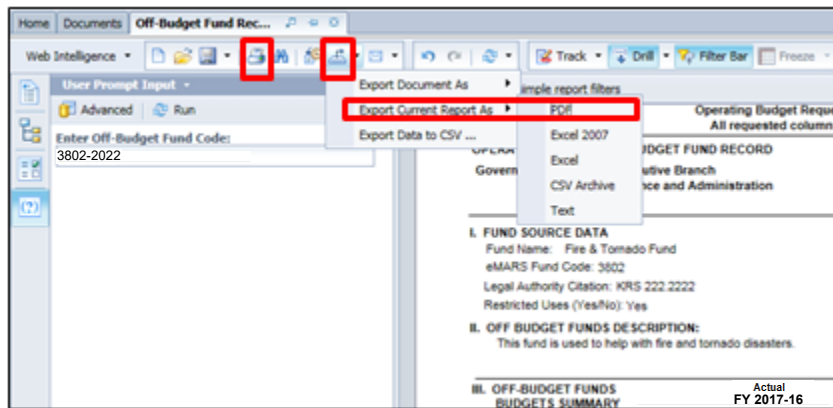 Home Documents Off-Budget Fund Rec...
Web Intelligence Track Drill Filter Bar Freeze
User Prompt Input
Export Document As
imple report filters
Advanced Run
Export Current Report As PDF
Operating Budget Reque
All requested column
Enter Off-Budget Fund Code:
Export Data to CSV ...
Excel 2007
JDGET FUND RECORD
3802-2022
Excel
Govern utive Branch
CSV Archive
nce and Administration
Text
I. FUND SOURCE DATA
Fund Name: Fire & Tornado Fund
eMARS Fund Code: 3802
Legal Authority Citation: KRS 222.2222
Restricted Uses (Yes/No): Yes
II. OFF BUDGET FUNDS DESCRIPTION:
This fund is used to help with fire and tornado disasters.
III. OFF-BUDGET FUNDS
BUDGETS SUMMARY
Actual
FY 2017-16